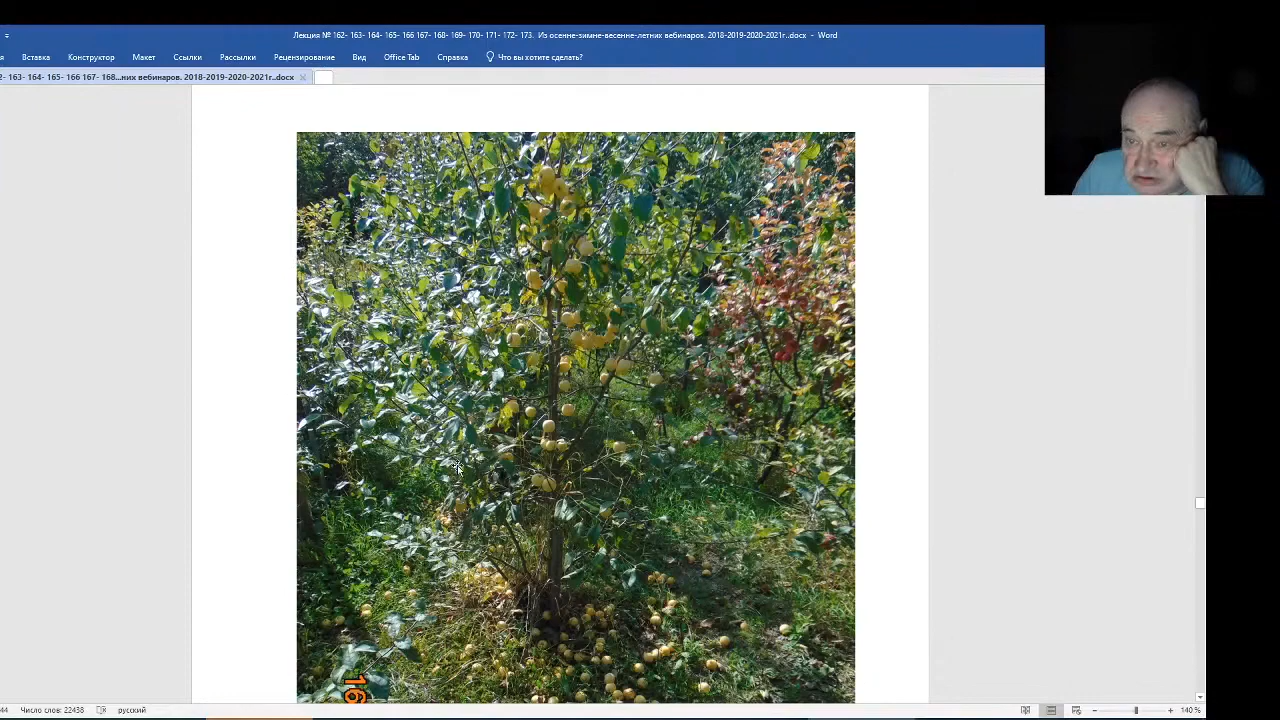 Лекция № 162- 163- 164- 165- 166 167- 168- 169- 170- 171- 172- 173. Из осенне-зимне-весенне-летних вебинаров. 2018-2019-2020-2021г..docx - Word
Вставка Конструктор Макет Ссылки Рассылки Рецензирование Вид Office Tab Справка Что вы хотите сделать?
2- 163- 164- 165- 166 167- 168...них вебинаров. 2018-2019-2020-2021г..docx
16
44 Число слов: 22438 русский 140 %